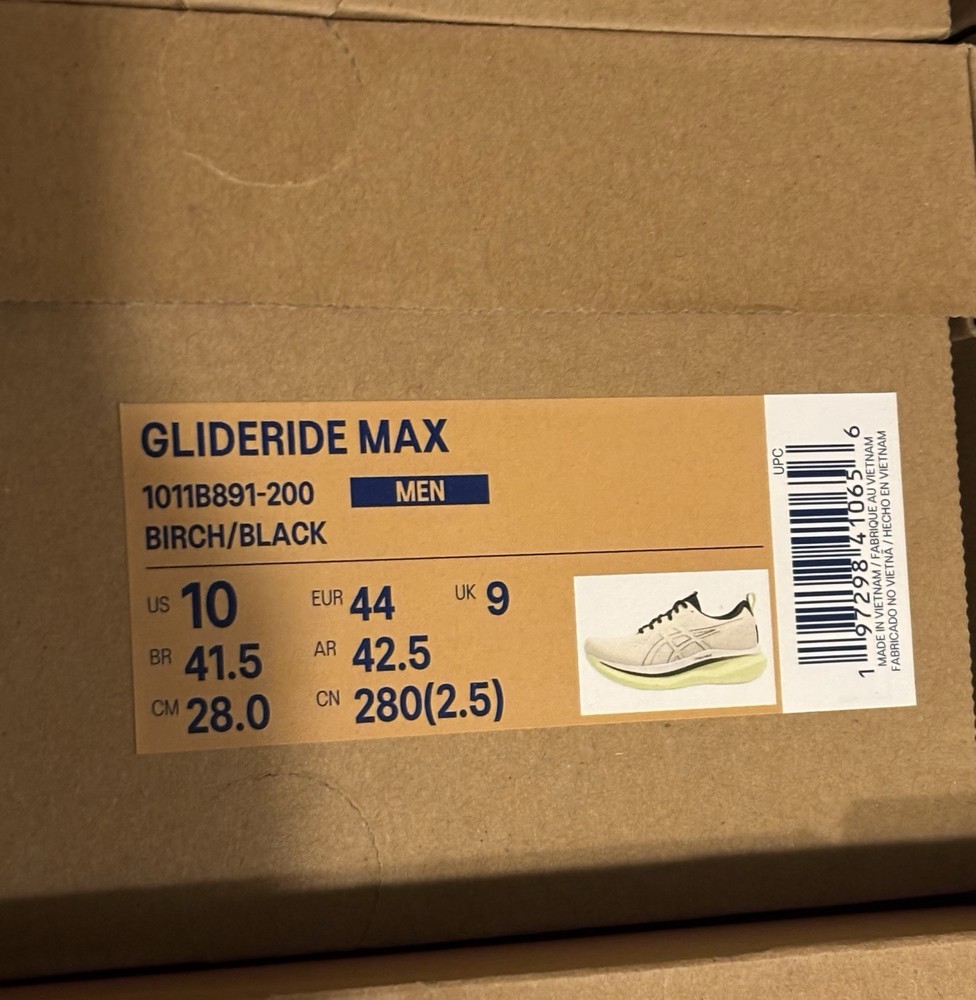 GLIDERIDE MAX
1011B891-200 MEN
BIRCH/BLACK
US 10 EUR 44 UK 9
BR 41.5 AR 42.5
CM 28.0 CN 280(2.5)
UPC
1 97298 41065 6
MADE IN VIETNAM / FABRIQUE AU VIETNAM
FABRICADO NO VIETNÃ / HECHO EN VIETNAM